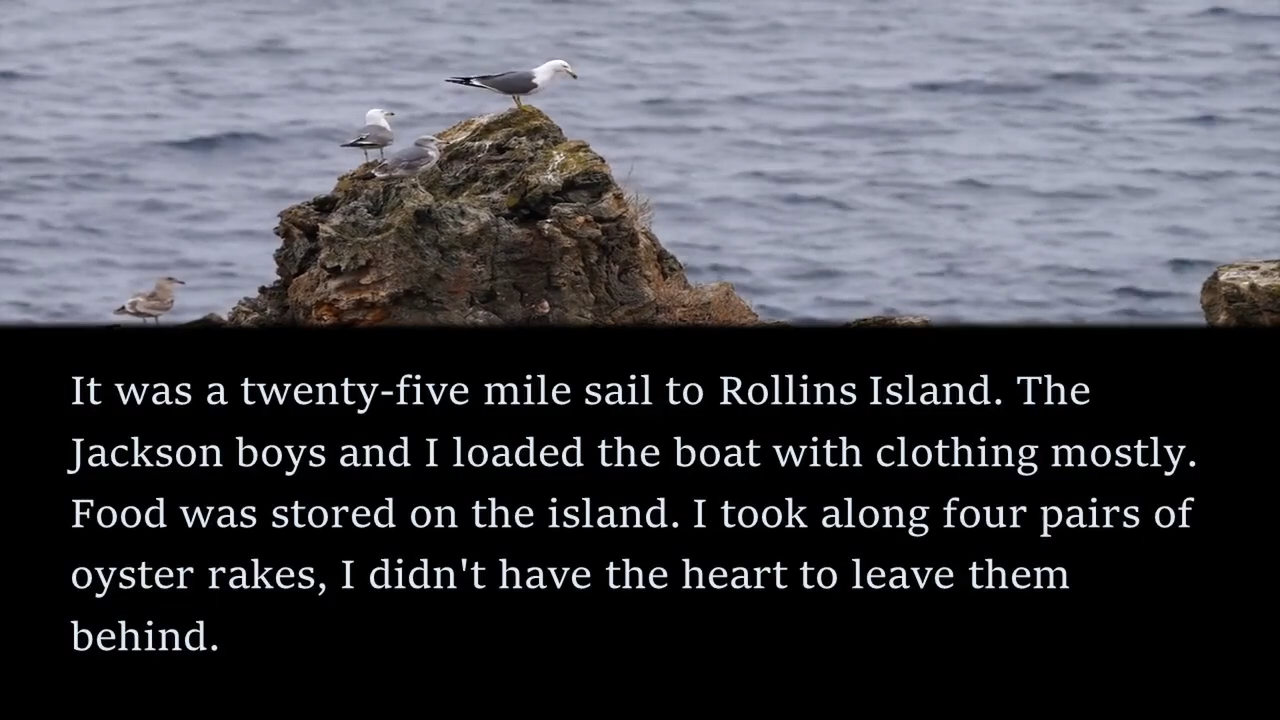 It was a twenty-five mile sail to Rollins Island. The
Jackson boys and I loaded the boat with clothing mostly.
Food was stored on the island. I took along four pairs of
oyster rakes, I didn't have the heart to leave them
behind.